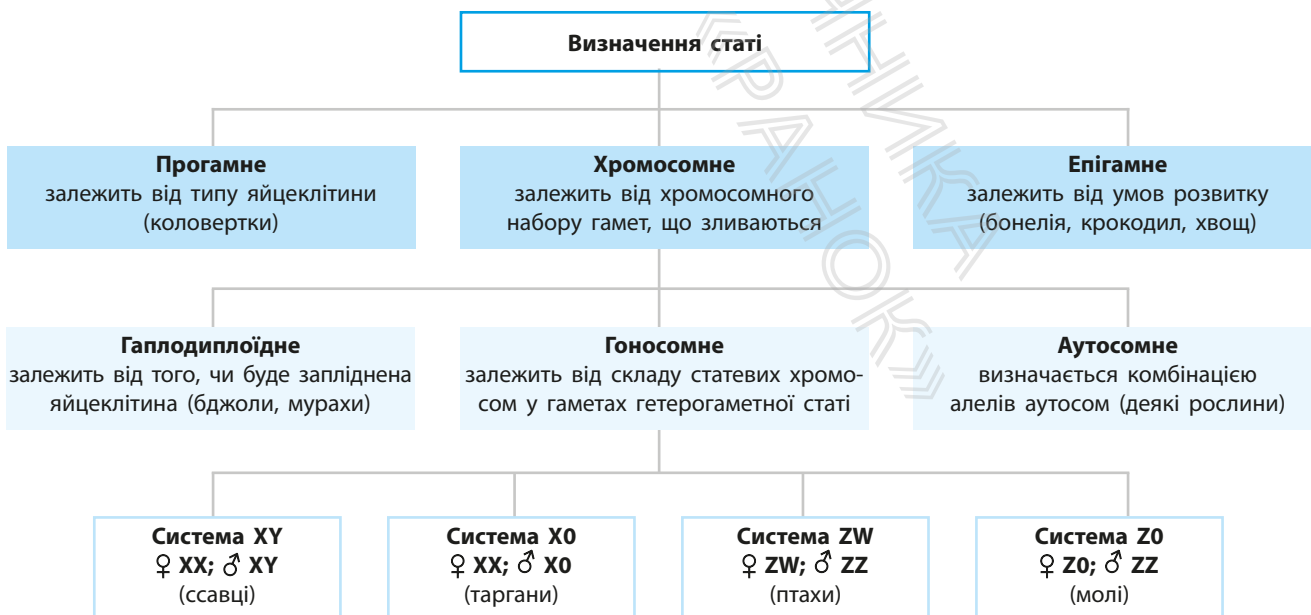 Визначення статі
Прогамне
залежить від типу яйцеклітини
(коловертки)
Хромосомне
залежить від хромосомного
набору гамет, що зливаються
Епігамне
залежить від умов розвитку
(бонелія, крокодил, хвощ)
Гаплодиплоїдне
залежить від того, чи буде запліднена
яйцеклітина (бджоли, мурахи)
Гоносомне
залежить від складу статевих хромо-
сом у гаметах гетерогаметної статі
Аутосомне
визначається комбінацією
алелів аутосом (деякі рослини)
Система XY
♀ XX; ♂ XY
(ссавці)
Система X0
♀ XX; ♂ X0
(таргани)
Система ZW
♀ ZW; ♂ ZZ
(птахи)
Система Z0
♀ Z0; ♂ ZZ
(молі)
«РАНОК»